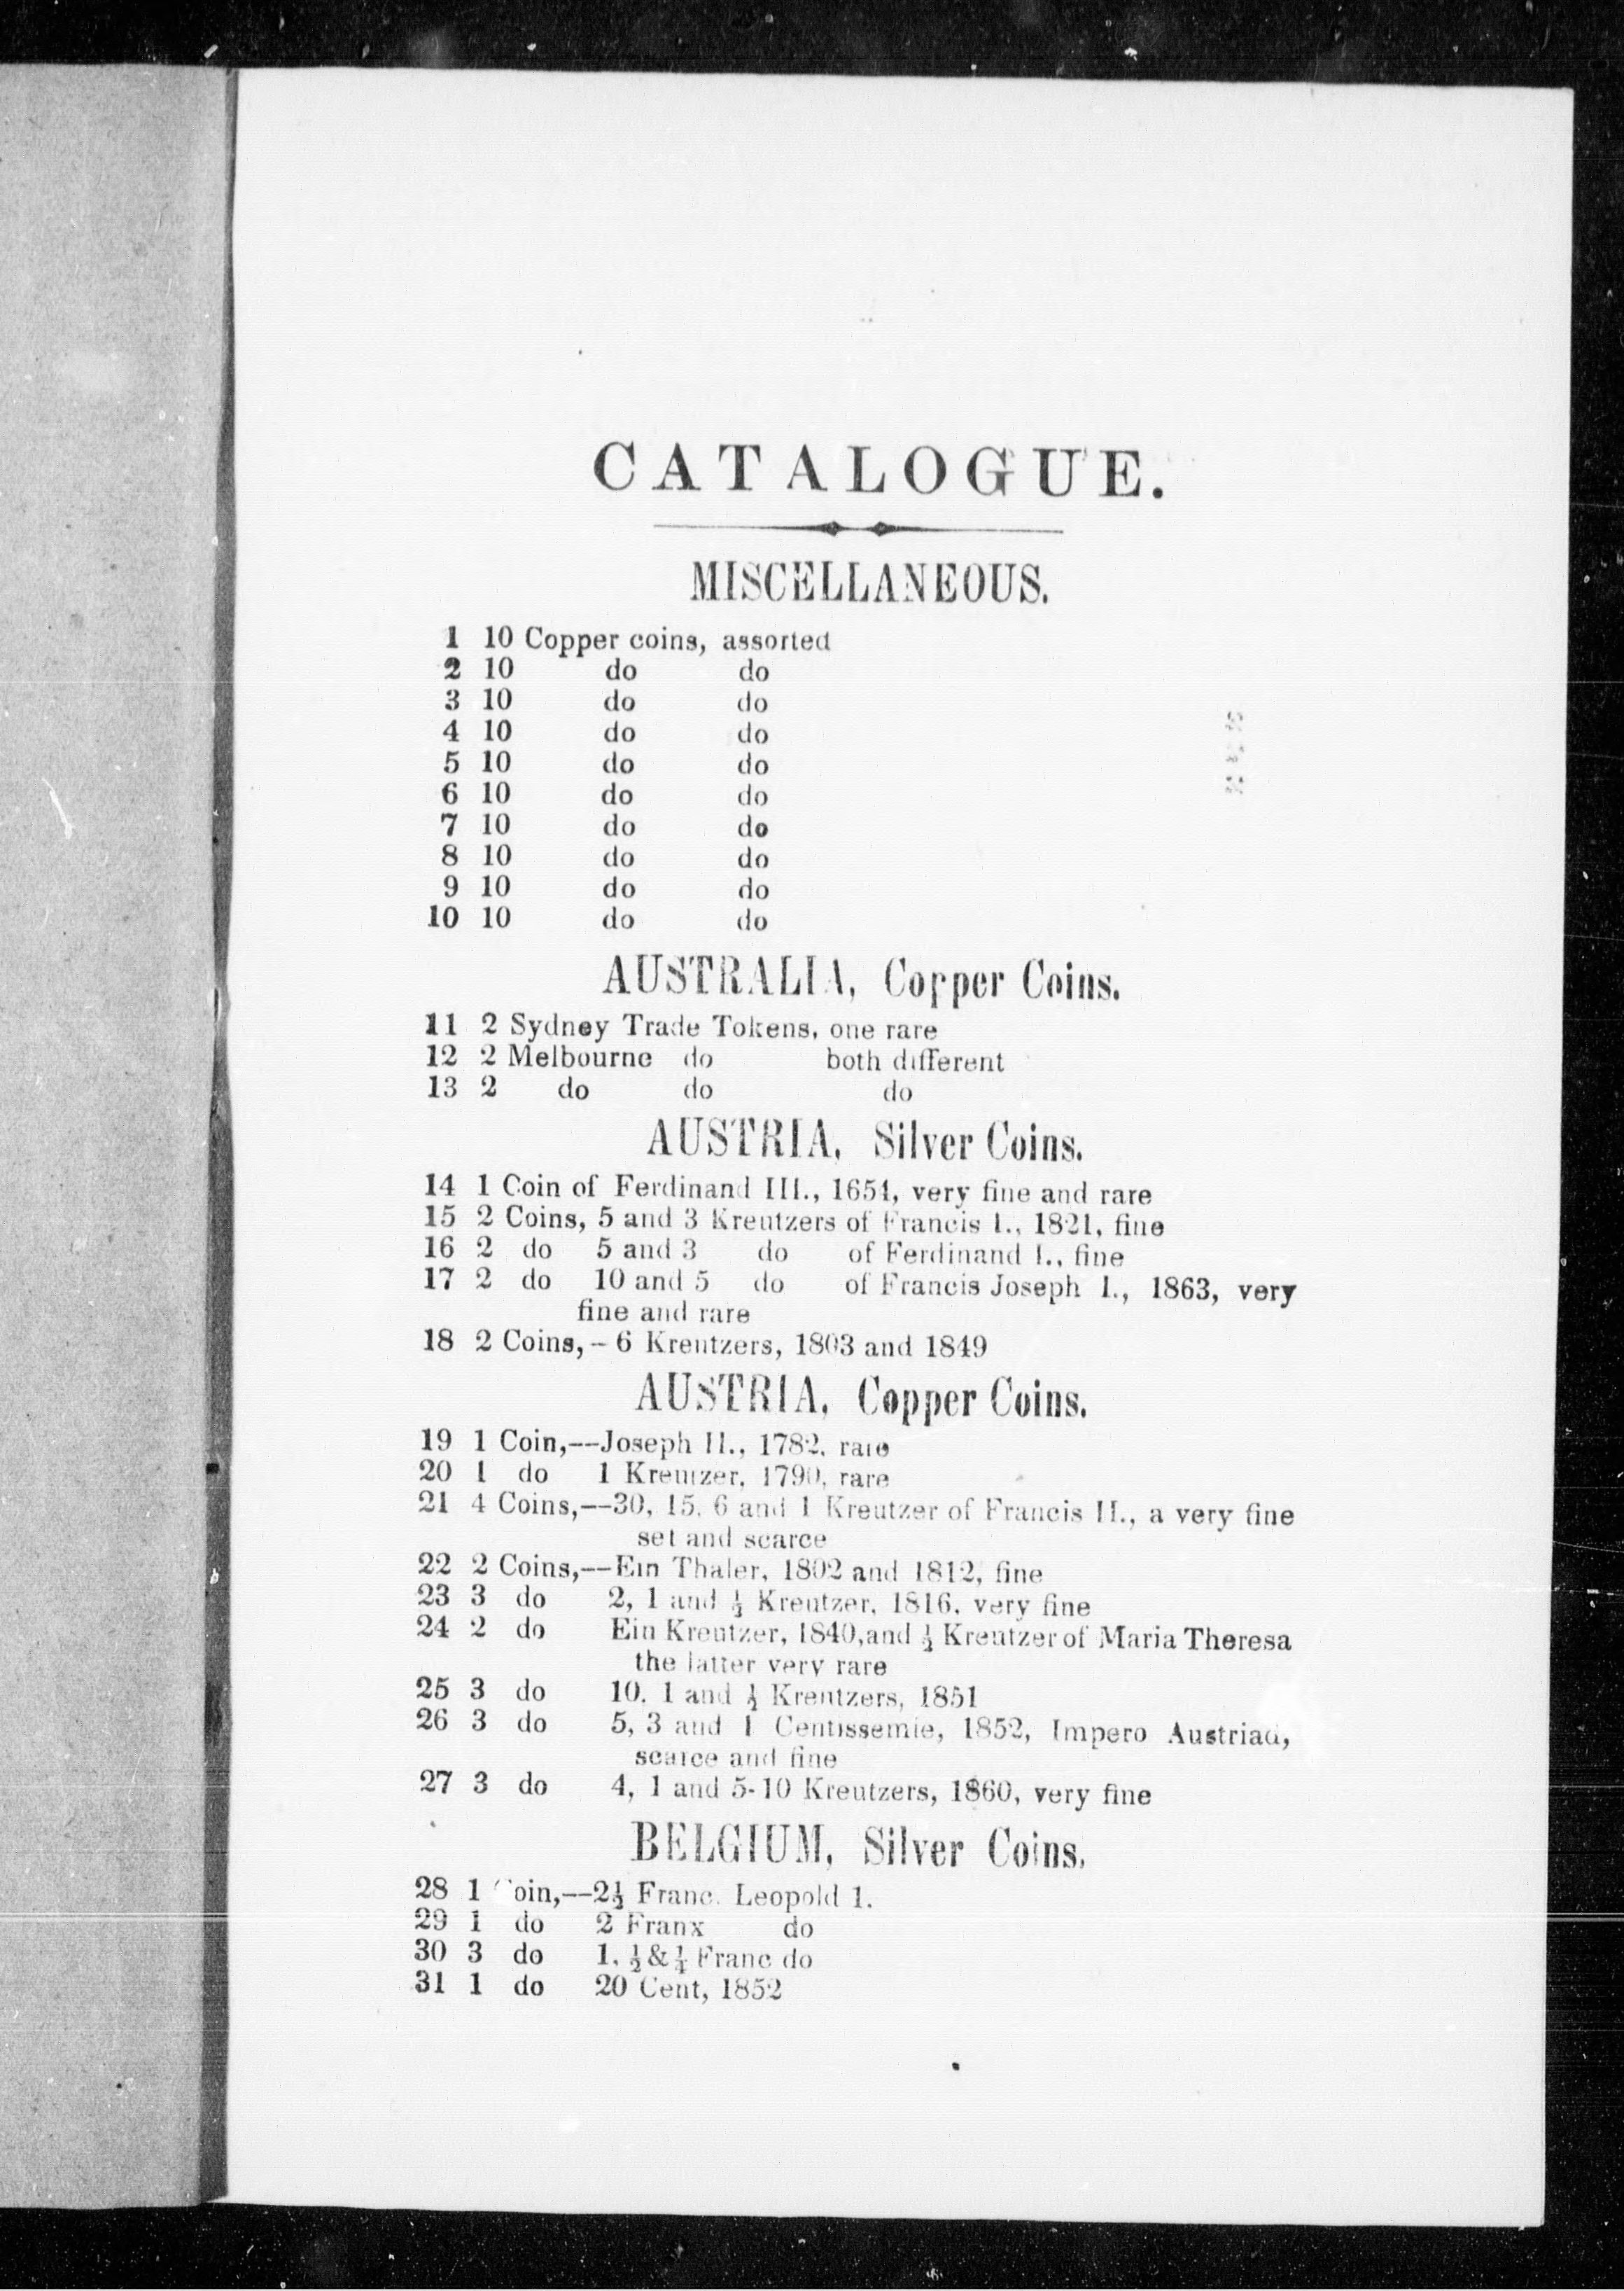 CATALOGUE.
MISCELLANEOUS.
1 10 Copper coins, assorted
2 10 do do
3 10 do do
4 10 do do
5 10 do do
6 10 do do
7 10 do do
8 10 do do
9 10 do do
10 10 do do
AUSTRALIA, Copper Coins.
11 2 Sydney Trade Tokens, one rare
12 2 Melbourne do both different
13 2 do do do
AUSTRIA, Silver Coins.
14 1 Coin of Ferdinand III., 1654, very fine and rare
15 2 Coins, 5 and 3 Kreutzers of Francis I., 1821, fine
16 2 do 5 and 3 do of Ferdinand I., fine
17 2 do 10 and 5 do of Francis Joseph I., 1863, very
fine and rare
18 2 Coins,–6 Kreutzers, 1803 and 1849
AUSTRIA, Copper Coins.
19 1 Coin,—Joseph II., 1782, rare
20 1 do 1 Kreutzer, 1790, rare
21 4 Coins,—30, 15, 6 and 1 Kreutzer of Francis II., a very fine
set and scarce
22 2 Coins,—Ein Thaler, 1802 and 1812, fine
23 3 do 2, 1 and ½ Kreutzer, 1816, very fine
24 2 do Ein Kreutzer, 1840, and ½ Kreutzer of Maria Theresa
the latter very rare
25 3 do 10, 1 and Kreutzers, 1851
26 3 do 5, 3 and 1 Centissemie, 1852, Impero Austriad,
scarce and fine
27 3 do 4, 1 and 5-10 Kreutzers, 1860, very fine
BELGIUM, Silver Coins.
28 1 Coin,—2½ Franc. Leopold 1.
29 1 do 2 Franx do
30 3 do 1, ½ & ¼ Franc do
31 1 do 20 Cent, 1852